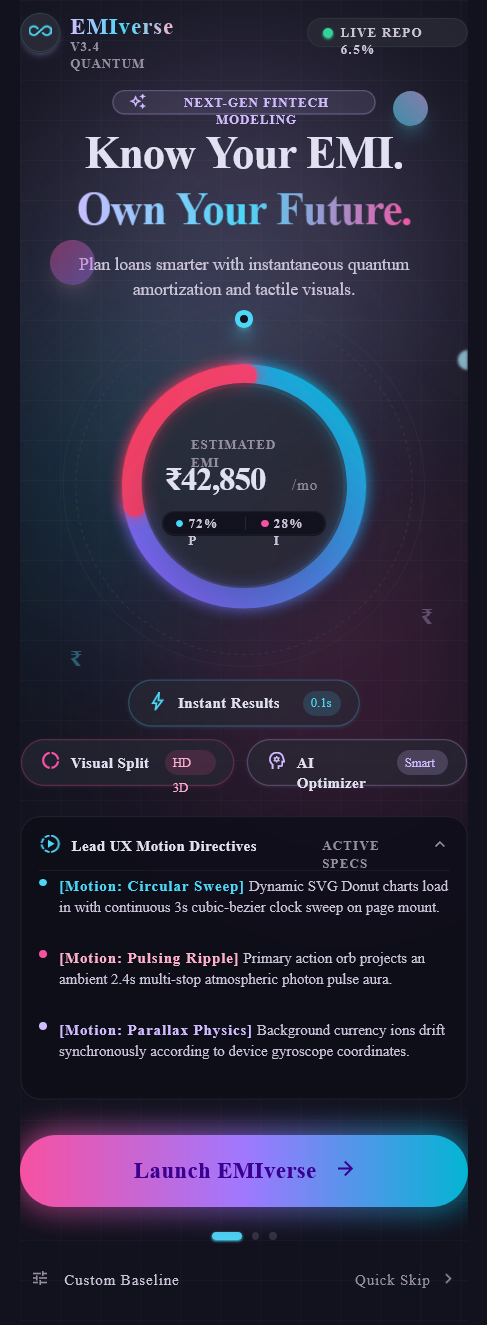 EMIverse
V3.4
QUANTUM
LIVE REPO
6.5%
NEXT-GEN FINTECH
MODELING
Know Your EMI.
Own Your Future.
Plan loans smarter with instantaneous quantum
amortization and tactile visuals.
ESTIMATED
EMI
₹42,850 /mo
72%
P
28%
I
₹
₹
Instant Results 0.1s
Visual Split HD
3D
AI
Optimizer
Smart
Lead UX Motion Directives
ACTIVE
SPECS
[Motion: Circular Sweep] Dynamic SVG Donut charts load
in with continuous 3s cubic-bezier clock sweep on page mount.
[Motion: Pulsing Ripple] Primary action orb projects an
ambient 2.4s multi-stop atmospheric photon pulse aura.
[Motion: Parallax Physics] Background currency ions drift
synchronously according to device gyroscope coordinates.
Launch EMIverse
Custom Baseline
Quick Skip